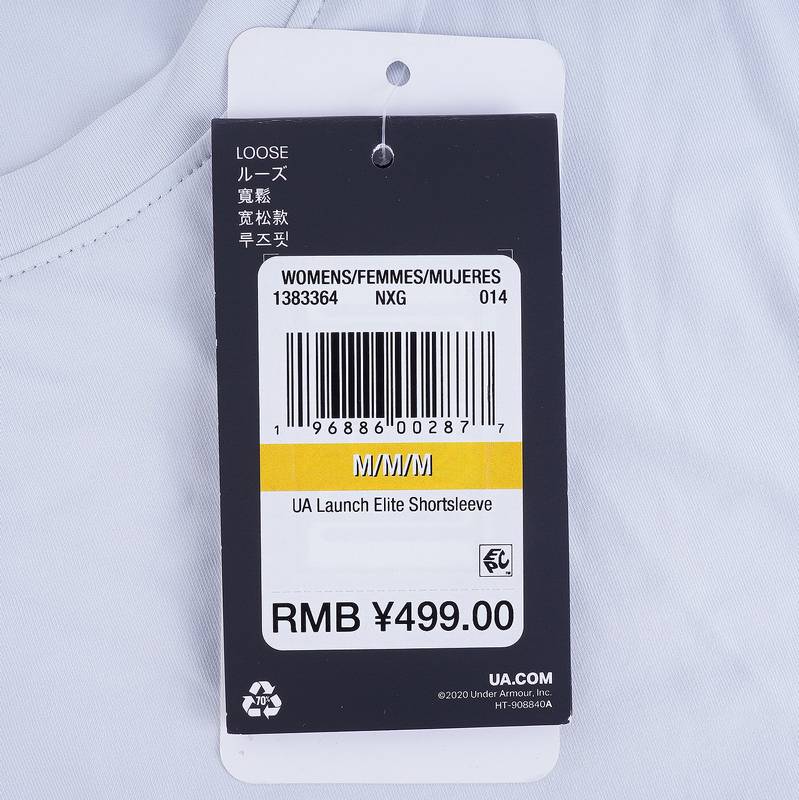 LOOSE
ルーズ
寬鬆
宽松款
루즈핏
WOMENS/FEMMES/MUJERES
1383364 NXG 014
1 96886 00287 7
M/M/M
UA Launch Elite Shortsleeve
EPC
RMB ¥499.00
70%
UA.COM
©2020 Under Armour, Inc.
HT-908840A